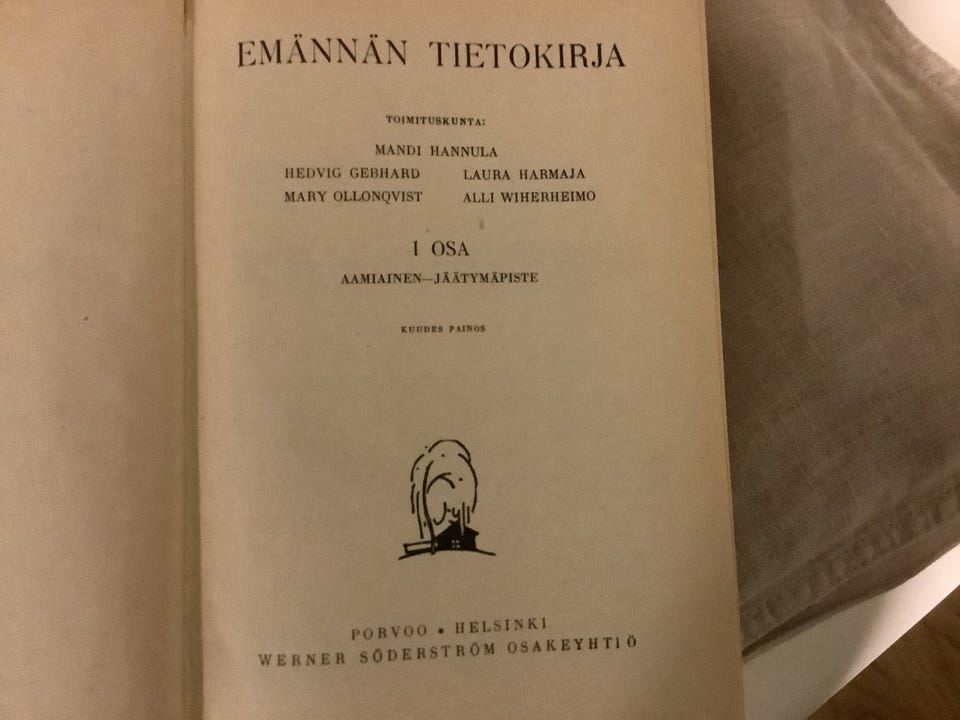 EMÄNNÄN TIETOKIRJA
TOIMITUSKUNTA:
MANDI HANNULA
HEDVIG GEBHARD LAURA HARMAJA
MARY OLLONQVIST ALLI WIHERHEIMO
I OSA
AAMIAINEN—JÄÄTYMÄPISTE
KUUDES PAINOS
PORVOO • HELSINKI
WERNER SÖDERSTRÖM OSAKEYHTIÖ